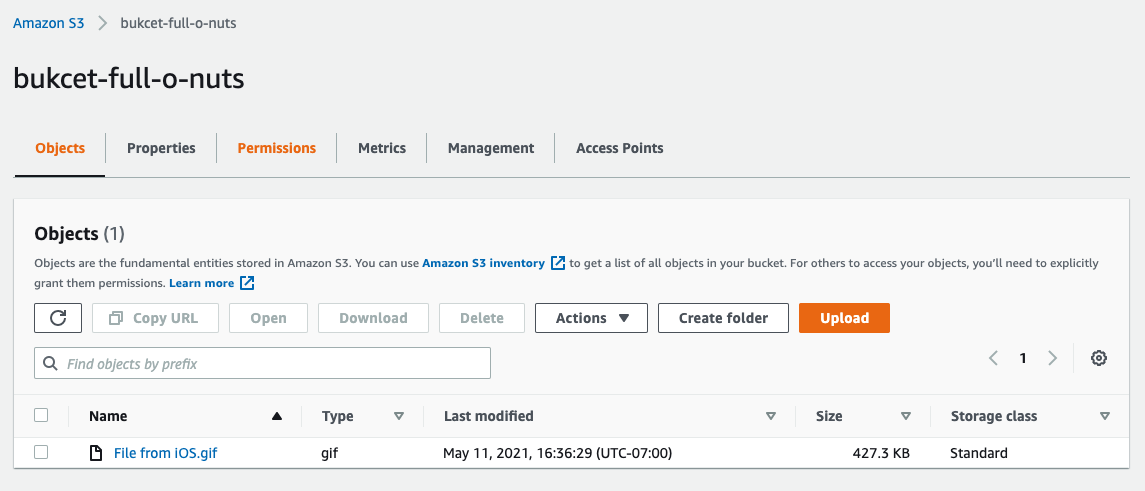 Amazon S3 > bukcet-full-o-nuts
bukcet-full-o-nuts
Objects Properties Permissions Metrics Management Access Points
Objects (1)
Objects are the fundamental entities stored in Amazon S3. You can use Amazon S3 inventory to get a list of all objects in your bucket. For others to access your objects, you'll need to explicitly
grant them permissions. Learn more
Copy URL Open Download Delete Actions Create folder Upload
Find objects by prefix 1
Name Type Last modified Size Storage class
File from iOS.gif gif May 11, 2021, 16:36:29 (UTC-07:00) 427.3 KB Standard